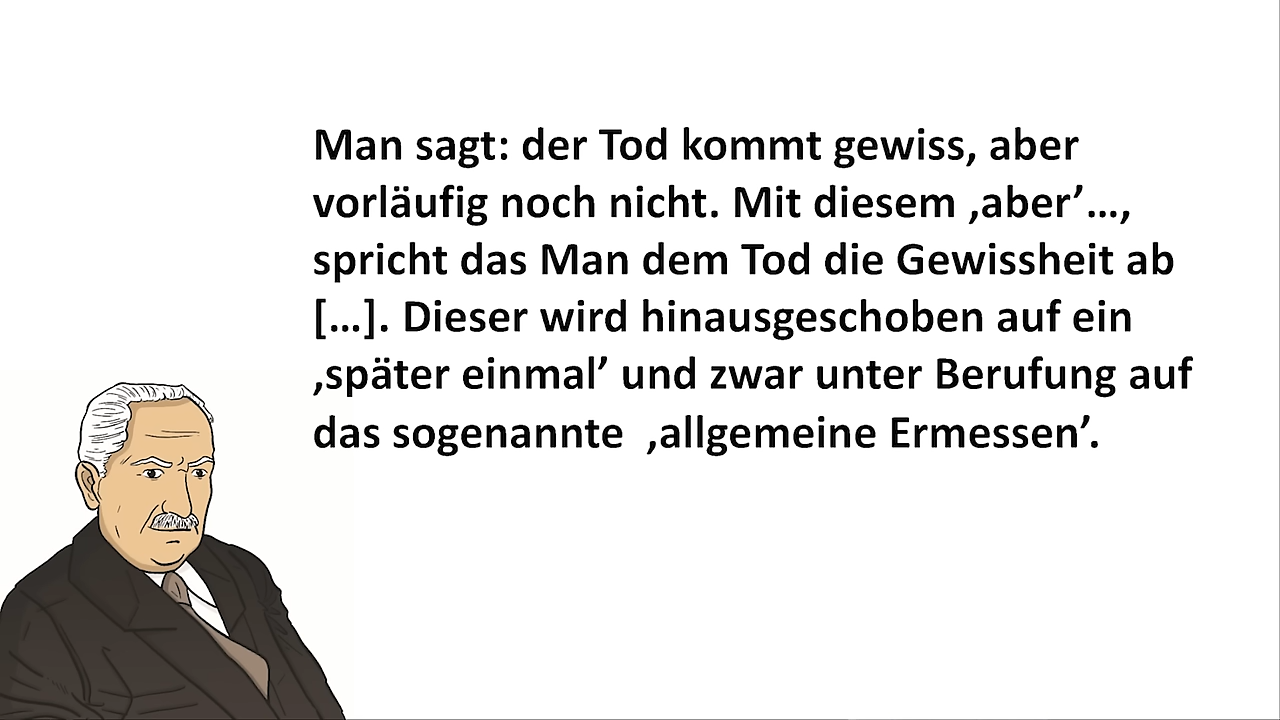 Man sagt: der Tod kommt gewiss, aber
vorläufig noch nicht. Mit diesem ‚aber’…,
spricht das Man dem Tod die Gewissheit ab
[…]. Dieser wird hinausgeschoben auf ein
‚später einmal’ und zwar unter Berufung auf
das sogenannte  ‚allgemeine Ermessen’.